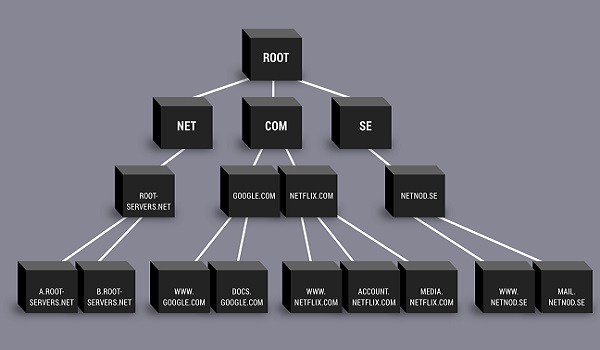 ROOT
NET
COM
SE
ROOT-
SERVERS.NET
GOOGLE.COM
NETFLIX.COM
NETNOD.SE
A.ROOT-
SERVERS.NET
B.ROOT-
SERVERS.NET
WWW.
GOOGLE.COM
DOCS.
GOOGLE.COM
WWW.
NETFLIX.COM
ACCOUNT.
NETFLIX.COM
MEDIA.
NETFLIX.COM
WWW.
NETNOD.SE
MAIL.
NETNOD.SE